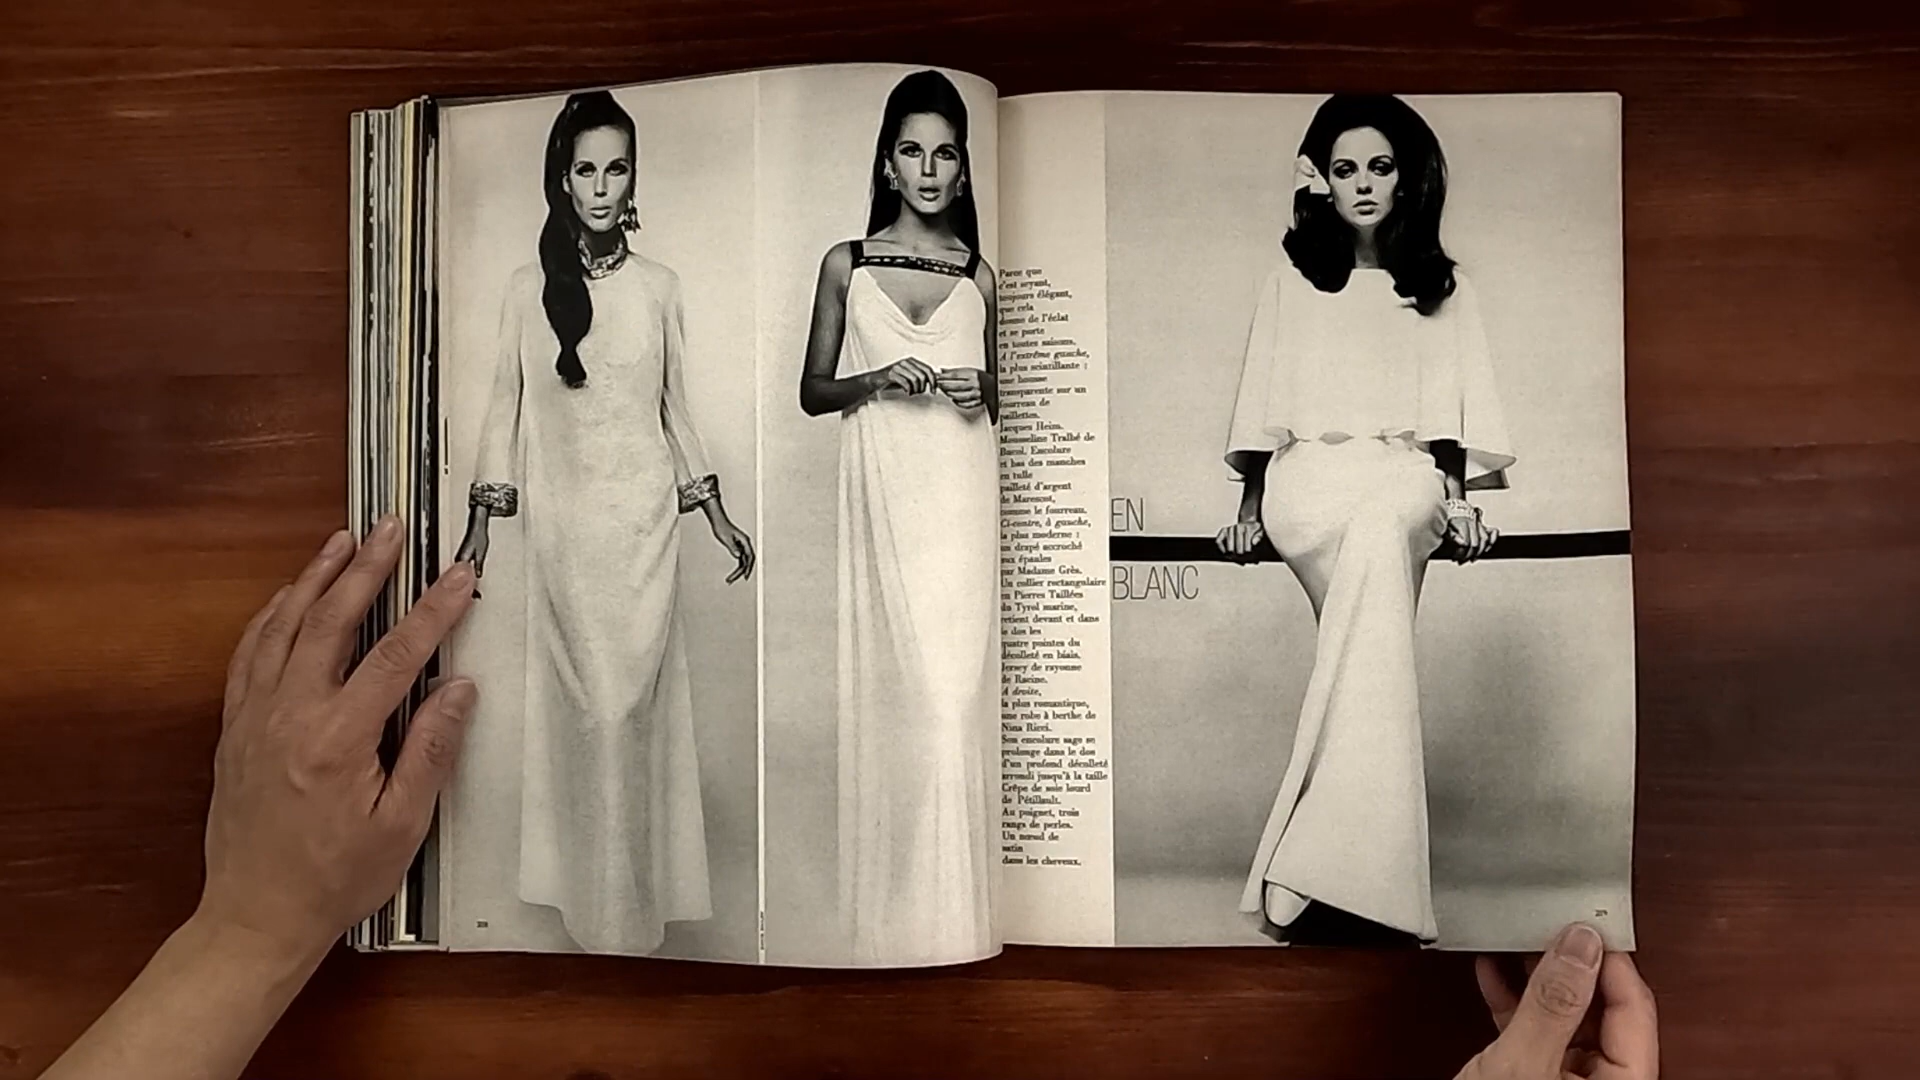 Parce que
c'est seyant,
toujours élégant,
que cela
donne de l'éclat
et se porte
en toutes saisons.
A l'extrême gauche,
la plus scintillante :
une housse
transparente sur un
fourreau de
paillettes.
Jacques Heim.
Mousseline Tralbé de
Bucol. Encolure
et bas des manches
en tulle
pailleté d'argent
de Marescot,
comme le fourreau.
Ci-contre, à gauche,
la plus moderne :
un drapé accroché
aux épaules
par Madame Grès.
Un collier rectangulaire
en Pierres Taillées
du Tyrol marine,
retient devant et dans
le dos les
quatre pointes du
décolleté en biais.
Jersey de rayonne
de Racine.
A droite,
la plus romantique,
une robe à berthe de
Nina Ricci.
Son encolure sage se
prolonge dans le dos
d'un profond décolleté
arrondi jusqu'à la taille
Crêpe de soie lourd
de Pétillault.
Au poignet, trois
rangs de perles.
Un nœud de
satin
dans les cheveux.
EN
BLANC
208
209